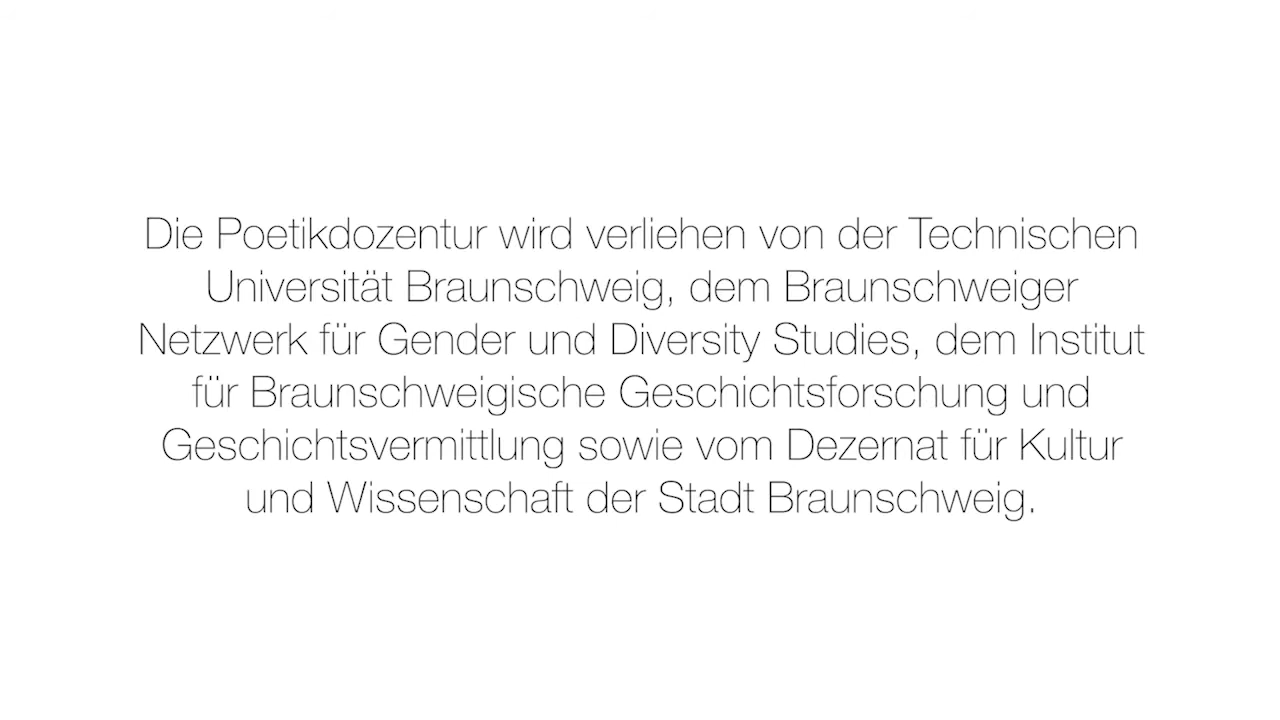 Die Poetikdozentur wird verliehen von der Technischen
Universität Braunschweig, dem Braunschweiger
Netzwerk für Gender und Diversity Studies, dem Institut
für Braunschweigische Geschichtsforschung und
Geschichtsvermittlung sowie vom Dezernat für Kultur
und Wissenschaft der Stadt Braunschweig.